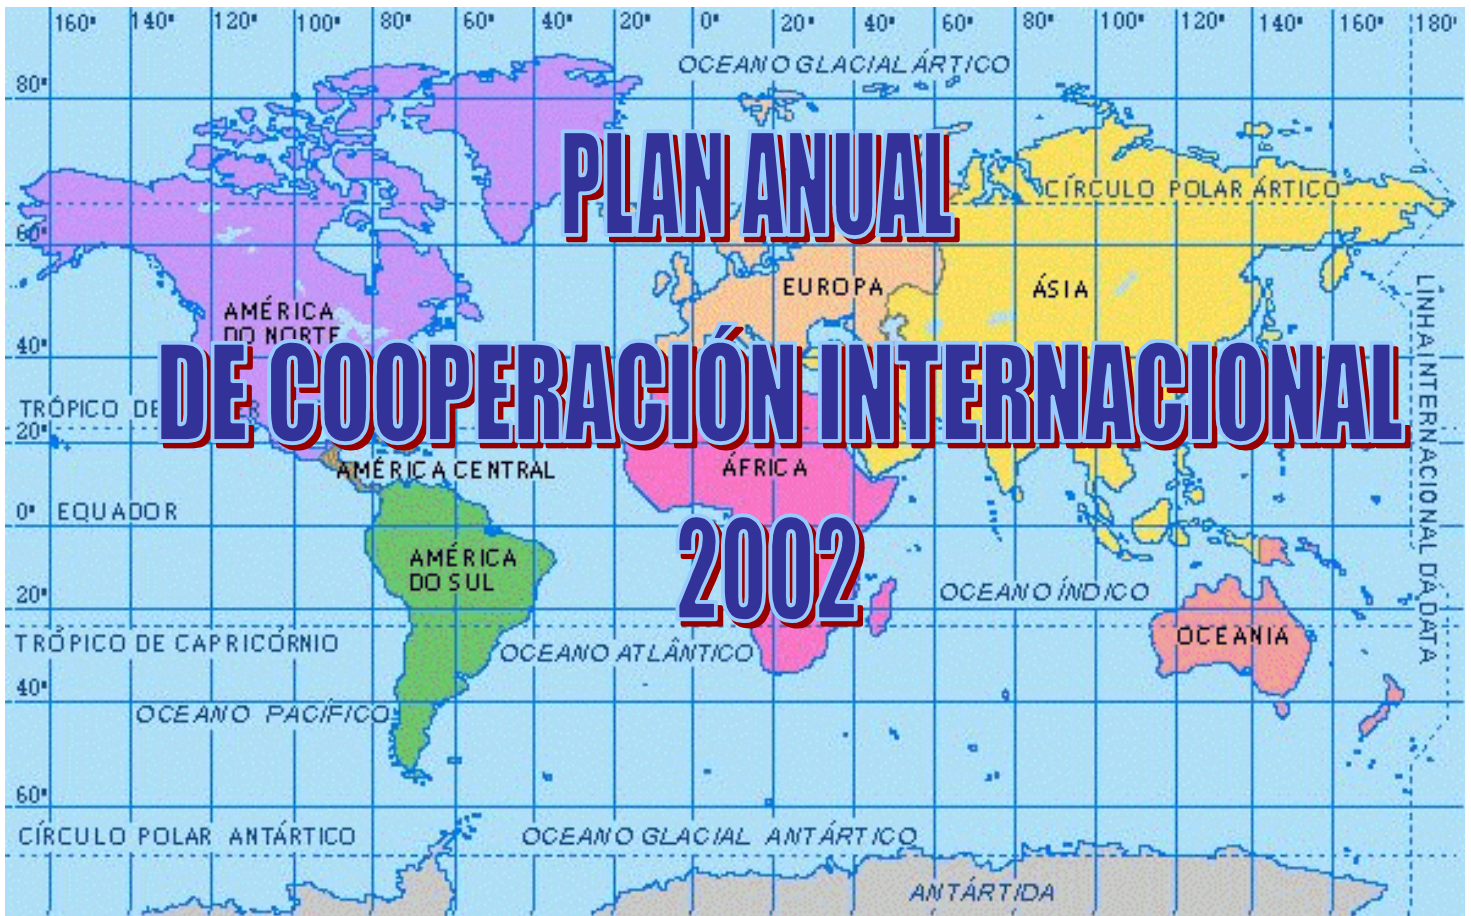 160° 140° 120° 100° 80° 60° 40° 20° 0° 20° 40° 60° 80° 100° 120° 140° 160° 180°
OCEANO GLACIAL ÁRTICO
80°
PLAN ANUAL
CÍRCULO POLAR ÁRTICO
60°
EUROPA
ÁSIA
AMÉRICA
DO NORTE
LÍNHA INTERNACIONAL DA DATA
40°
DE COOPERACIÓN INTERNACIONAL
TRÓPICO DE
20°
AMÉRICA CENTRAL
ÁFRICA
0° EQUADOR
2002
AMÉRICA
DO SUL
OCEANO ÍNDICO
20°
TRÓPICO DE CAPRICÓRNIO
OCEANO ATLÂNTICO
OCEANIA
40°
OCEANO PACÍFICO
60°
CÍRCULO POLAR ANTÁRTICO
OCEANO GLACIAL ANTÁRTICO
ANTÁRTIDA